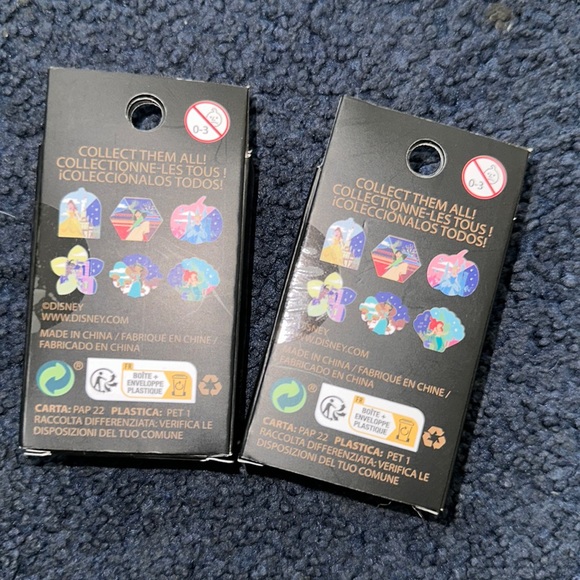 0-3
COLLECT THEM ALL!
COLLECTIONNE-LES TOUS !
¡COLECCIÓNALOS TODOS!
©DISNEY
WWW.DISNEY.COM
MADE IN CHINA / FABRIQUÉ EN CHINE /
FABRICADO EN CHINA
FR
BOÎTE +
ENVELOPPE
PLASTIQUE
CARTA: PAP 22 PLASTICA: PET 1
RACCOLTA DIFFERENZIATA: VERIFICA LE
DISPOSIZIONI DEL TUO COMUNE
0-3
COLLECT THEM ALL!
COLLECTIONNE-LES TOUS !
¡COLECCIÓNALOS TODOS!
©DISNEY
WWW.DISNEY.COM
MADE IN CHINA / FABRIQUÉ EN CHINE /
FABRICADO EN CHINA
FR
BOÎTE +
ENVELOPPE
PLASTIQUE
CARTA: PAP 22 PLASTICA: PET 1
RACCOLTA DIFFERENZIATA: VERIFICA LE
DISPOSIZIONI DEL TUO COMUNE